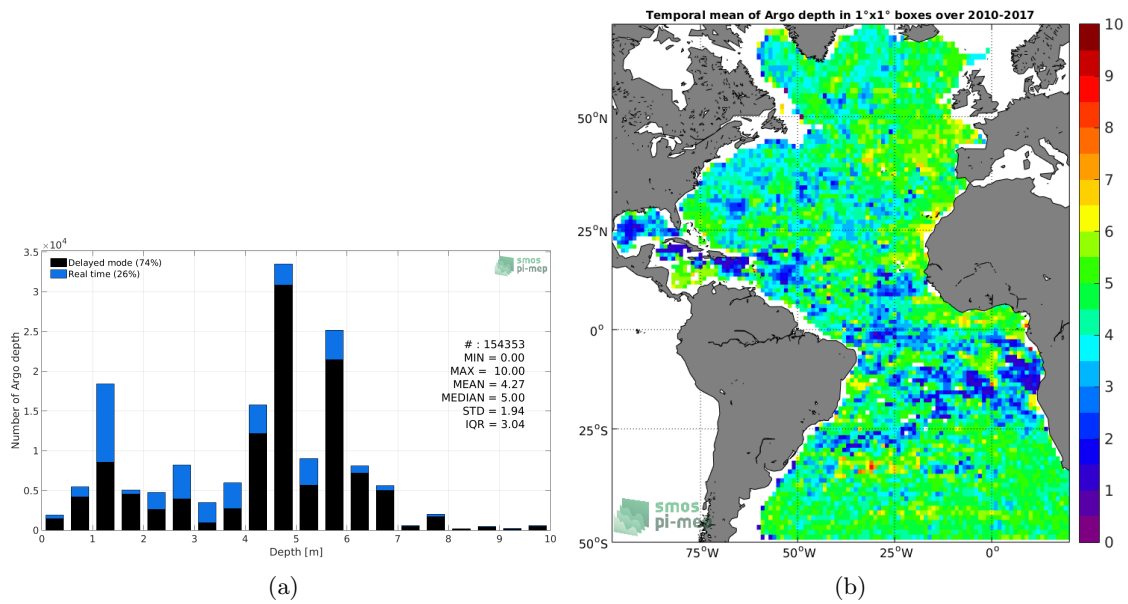 ×10⁴
3.5
3
2.5
2
1.5
1
0.5
0
Number of Argo depth
Delayed mode (74%)
Real time (26%)
smos
pi-mep
# : 154353
MIN = 0.00
MAX = 10.00
MEAN = 4.27
MEDIAN = 5.00
STD = 1.94
IQR = 3.04
0 1 2 3 4 5 6 7 8 9 10
Depth [m]
(a)
Temporal mean of Argo depth in 1°x1° boxes over 2010-2017
50°N
25°N
0°
25°S
50°S
75°W 50°W 25°W 0°
smos
pi-mep
10
9
8
7
6
5
4
3
2
1
0
(b)